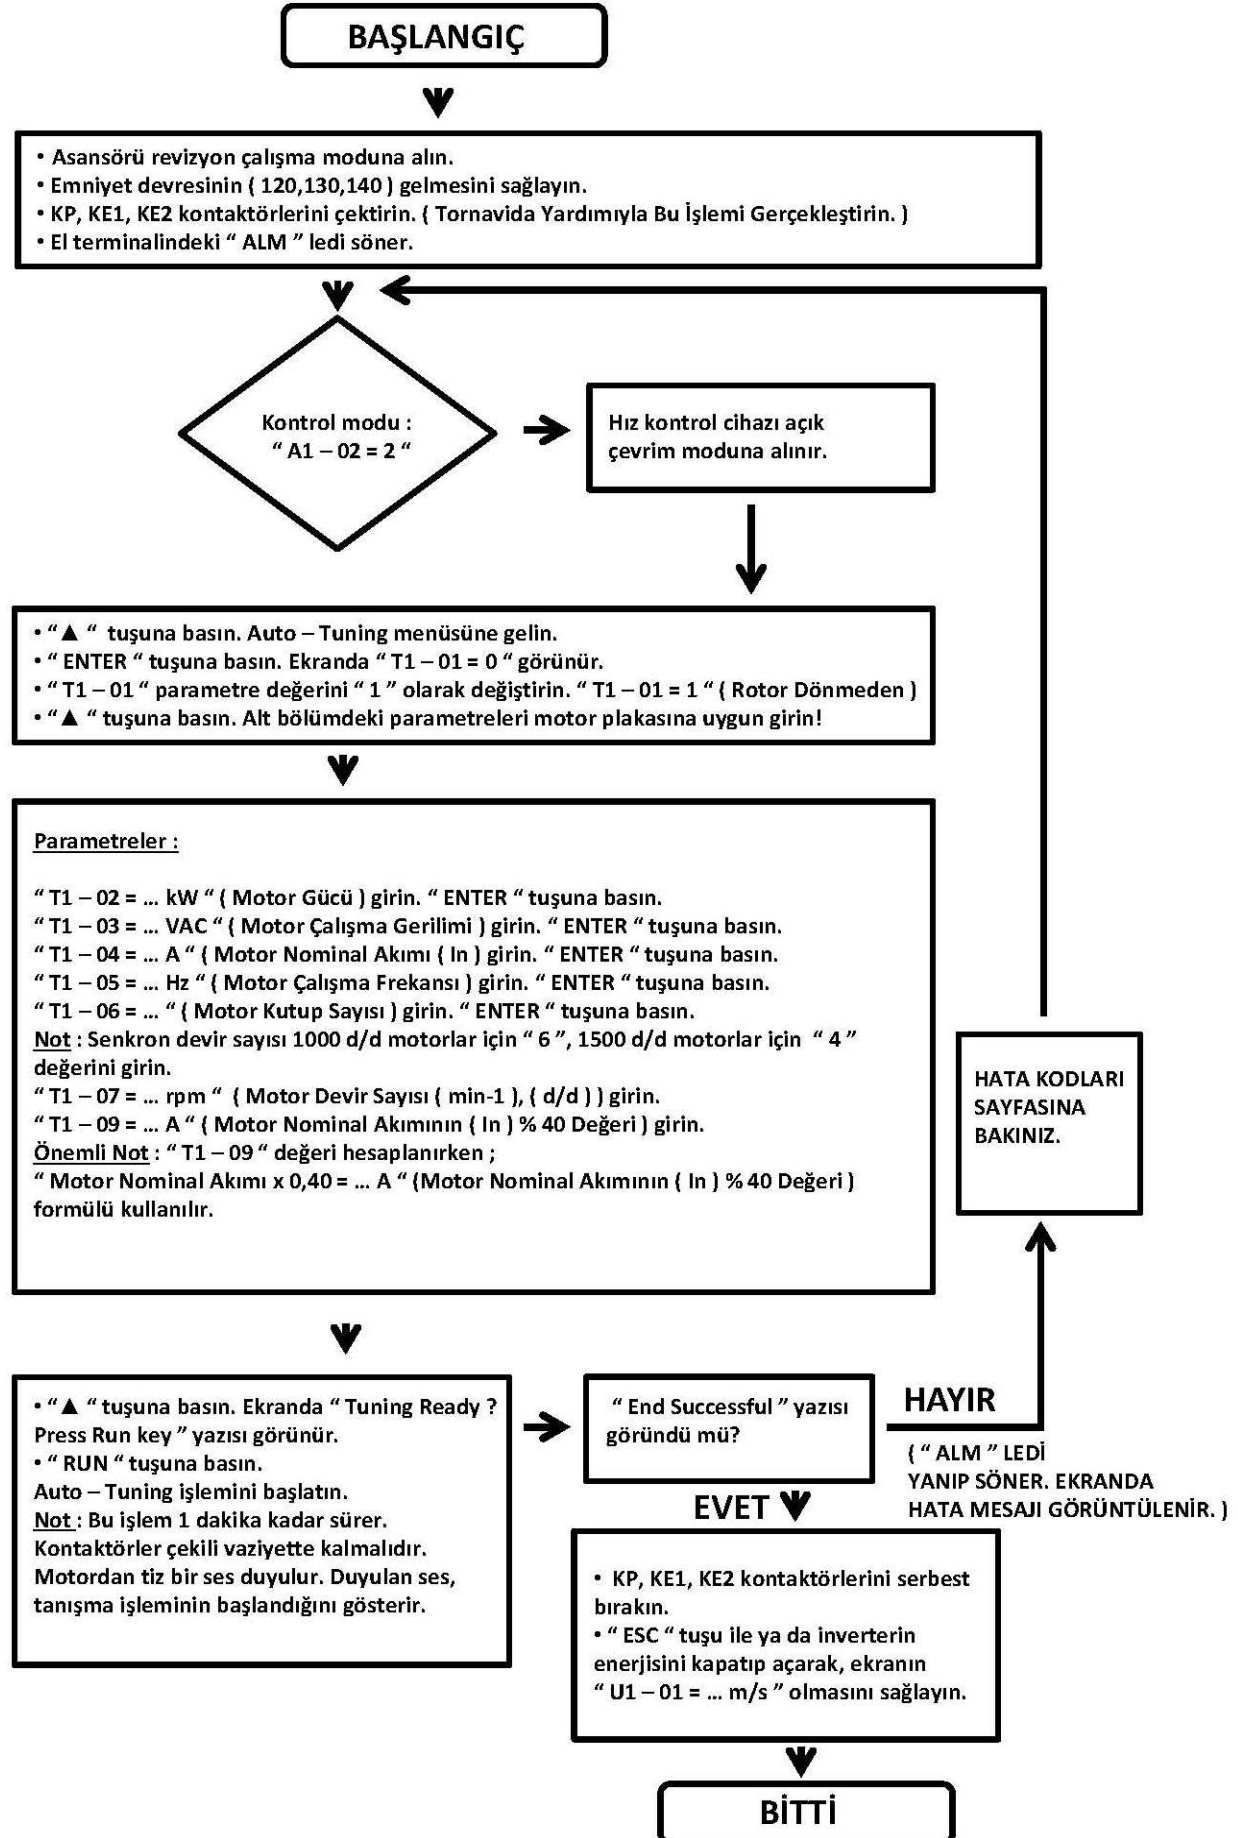 BAŞLANGIÇ
• Asansörü revizyon çalışma moduna alın.
• Emniyet devresinin ( 120,130,140 ) gelmesini sağlayın.
• KP, KE1, KE2 kontaktörlerini çektirin. ( Tornavida Yardımıyla Bu İşlemi Gerçekleştirin. )
• El terminalindeki “ ALM ” ledi söner.
Kontrol modu :
“ A1 – 02 = 2 “
Hız kontrol cihazı açık
çevrim moduna alınır.
• “ ▲ “ tuşuna basın. Auto – Tuning menüsüne gelin.
• “ ENTER “ tuşuna basın. Ekranda “ T1 – 01 = 0 “ görünür.
• “ T1 – 01 “ parametre değerini “ 1 ” olarak değiştirin. “ T1 – 01 = 1 “ ( Rotor Dönmeden )
• “ ▲ “ tuşuna basın. Alt bölümdeki parametreleri motor plakasına uygun girin!
Parametreler :
“ T1 – 02 = ... kW “ ( Motor Gücü ) girin. “ ENTER “ tuşuna basın.
“ T1 – 03 = ... VAC “ ( Motor Çalışma Gerilimi ) girin. “ ENTER “ tuşuna basın.
“ T1 – 04 = ... A “ ( Motor Nominal Akımı ( In ) girin. “ ENTER “ tuşuna basın.
“ T1 – 05 = ... Hz “ ( Motor Çalışma Frekansı ) girin. “ ENTER “ tuşuna basın.
“ T1 – 06 = ... “ ( Motor Kutup Sayısı ) girin. “ ENTER “ tuşuna basın.
Not : Senkron devir sayısı 1000 d/d motorlar için “ 6 ”, 1500 d/d motorlar için “ 4 ”
değerini girin.
“ T1 – 07 = ... rpm “ ( Motor Devir Sayısı ( min-1 ), ( d/d ) ) girin.
“ T1 – 09 = ... A “ ( Motor Nominal Akımının ( In ) % 40 Değeri ) girin.
Önemli Not : “ T1 – 09 “ değeri hesaplanırken ;
“ Motor Nominal Akımı x 0,40 = ... A “ (Motor Nominal Akımının ( In ) % 40 Değeri )
formülü kullanılır.
HATA KODLARI
SAYFASINA
BAKINIZ.
• “ ▲ “ tuşuna basın. Ekranda “ Tuning Ready ?
Press Run key ” yazısı görünür.
• “ RUN “ tuşuna basın.
Auto – Tuning işlemini başlatın.
Not : Bu işlem 1 dakika kadar sürer.
Kontaktörler çekili vaziyette kalmalıdır.
Motordan tiz bir ses duyulur. Duyulan ses,
tanışma işleminin başlandığını gösterir.
“ End Successful ” yazısı
göründü mü?
HAYIR
( “ ALM ” LEDİ
YANIP SÖNER. EKRANDA
HATA MESAJI GÖRÜNTÜLENİR. )
EVET
• KP, KE1, KE2 kontaktörlerini serbest
bırakın.
• “ ESC “ tuşu ile ya da inverterin
enerjisini kapatıp açarak, ekranın
“ U1 – 01 = ... m/s ” olmasını sağlayın.
BİTTİ